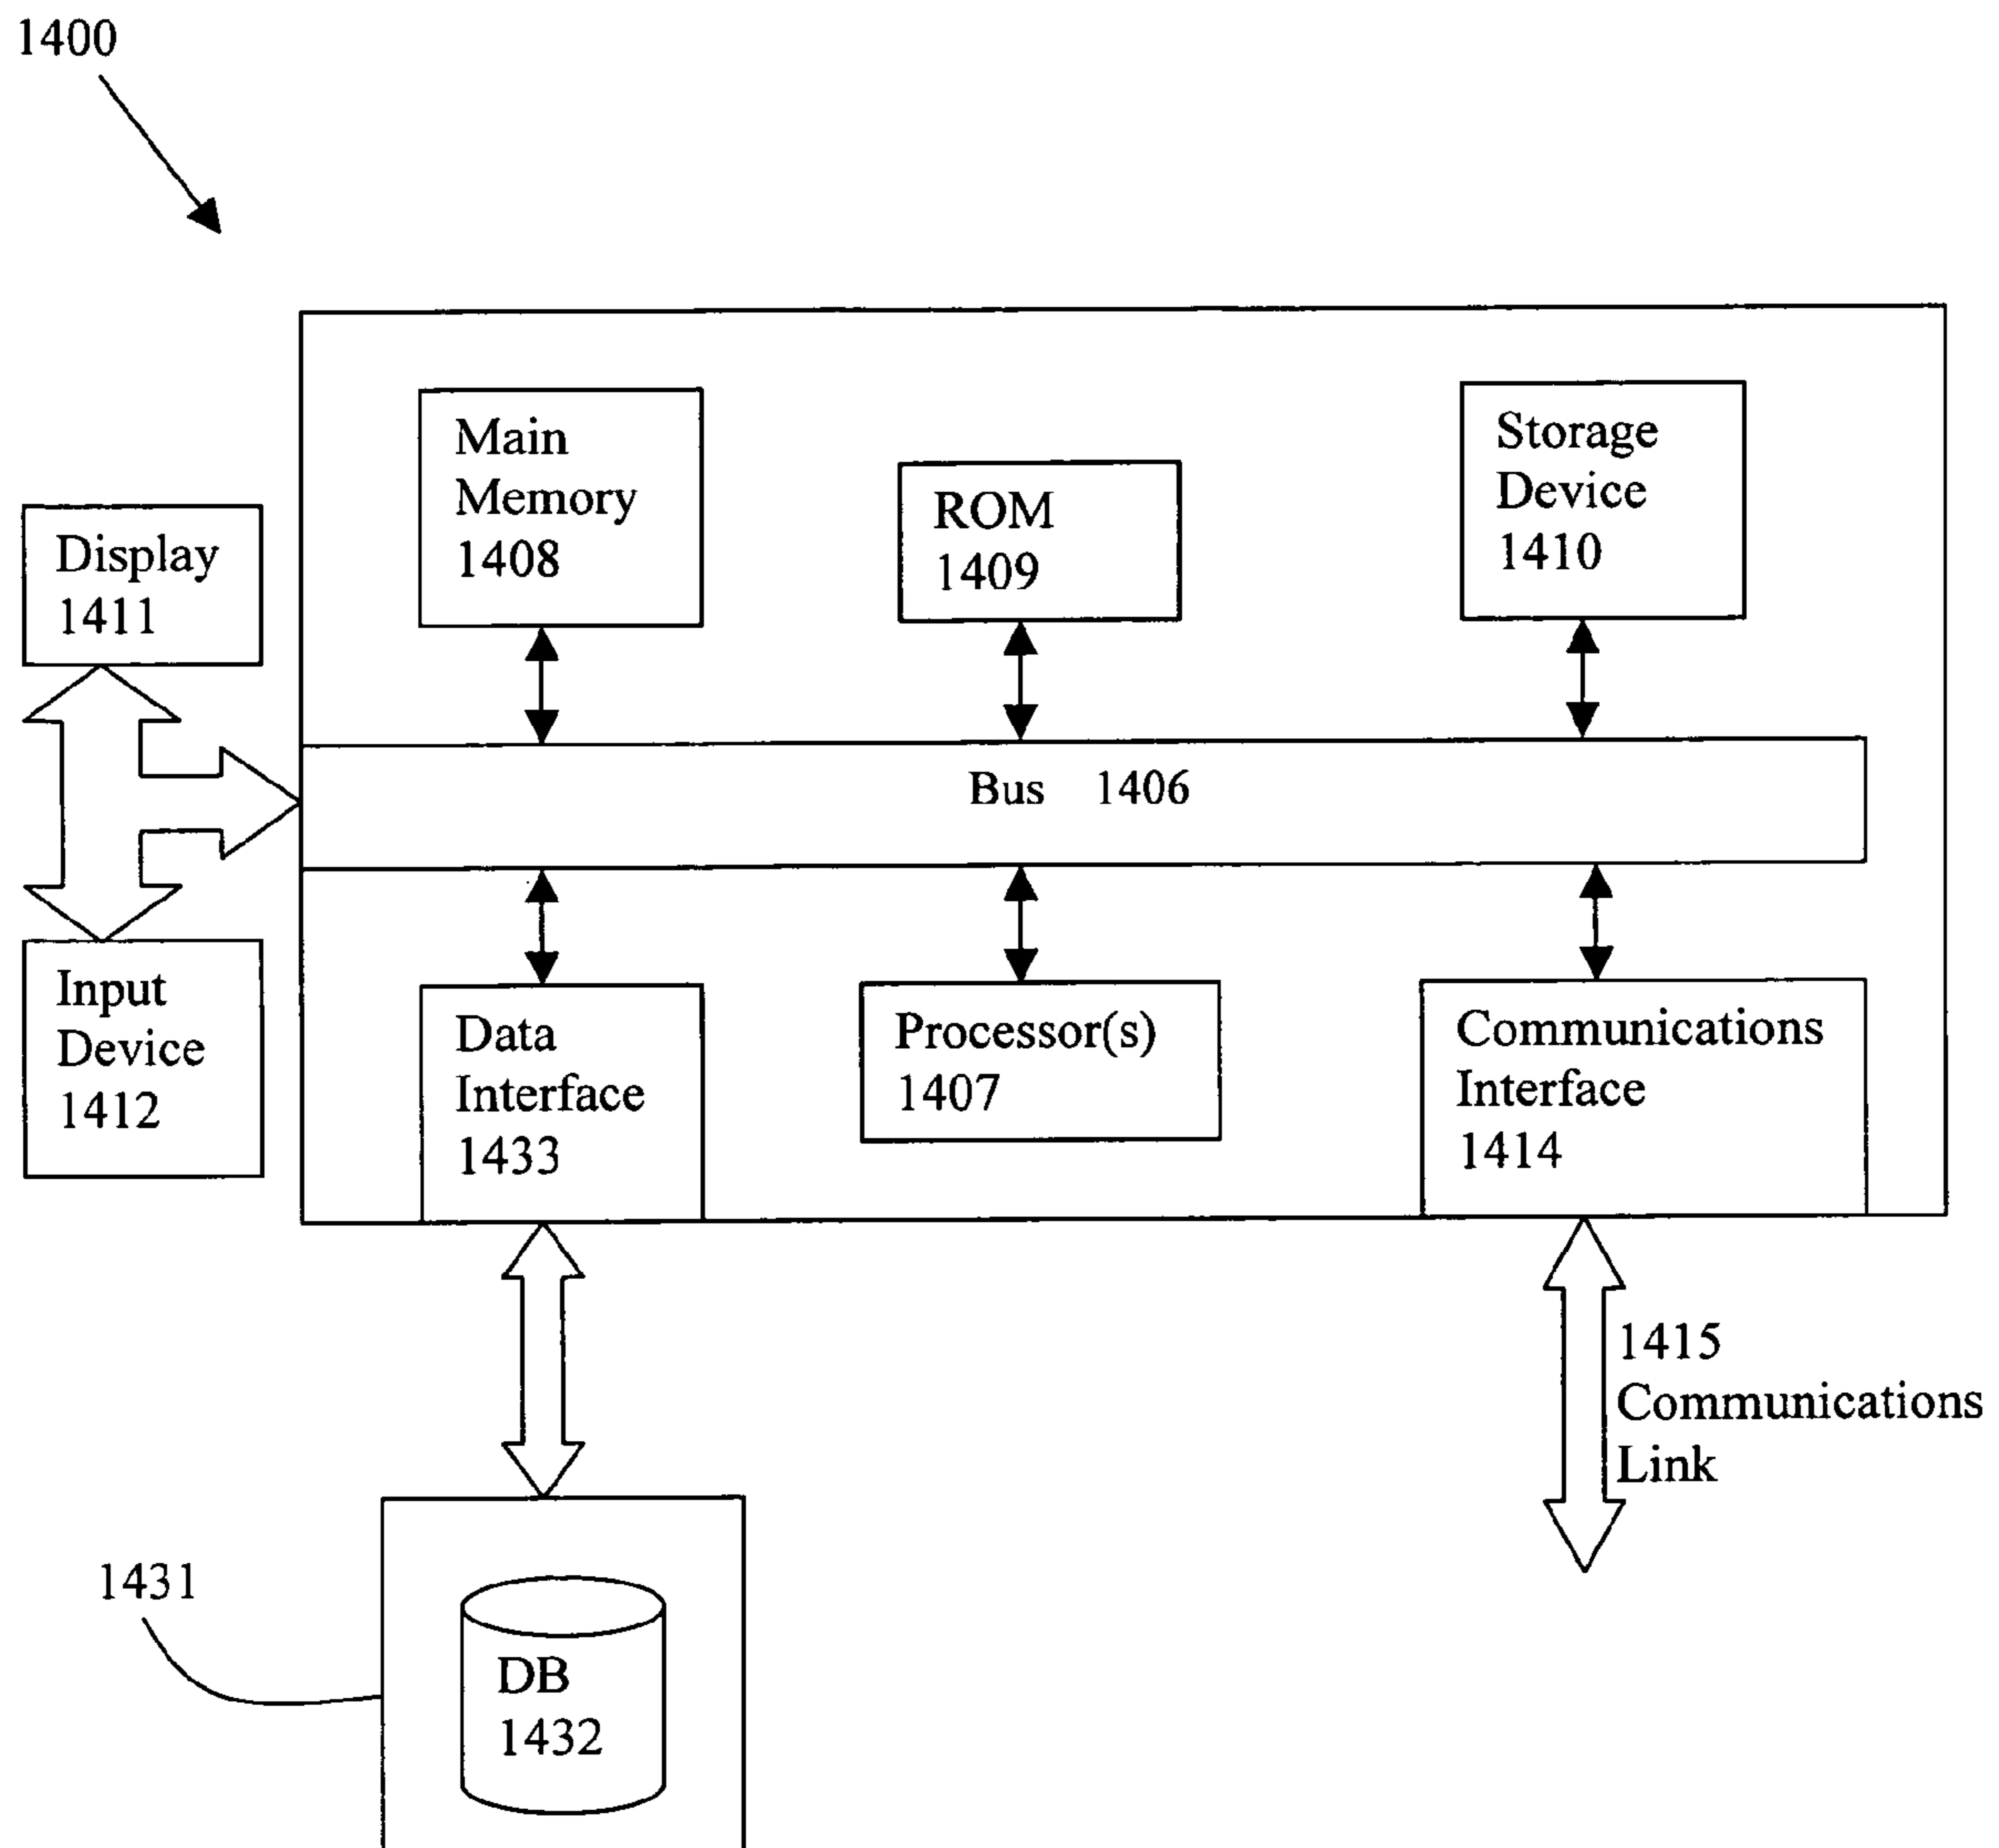 1400
Main
Memory
1408
ROM
1409
Storage
Device
1410
Display
1411
Bus 1406
Input
Device
1412
Data
Interface
1433
Processor(s)
1407
Communications
Interface
1414
1415
Communications
Link
1431
DB
1432